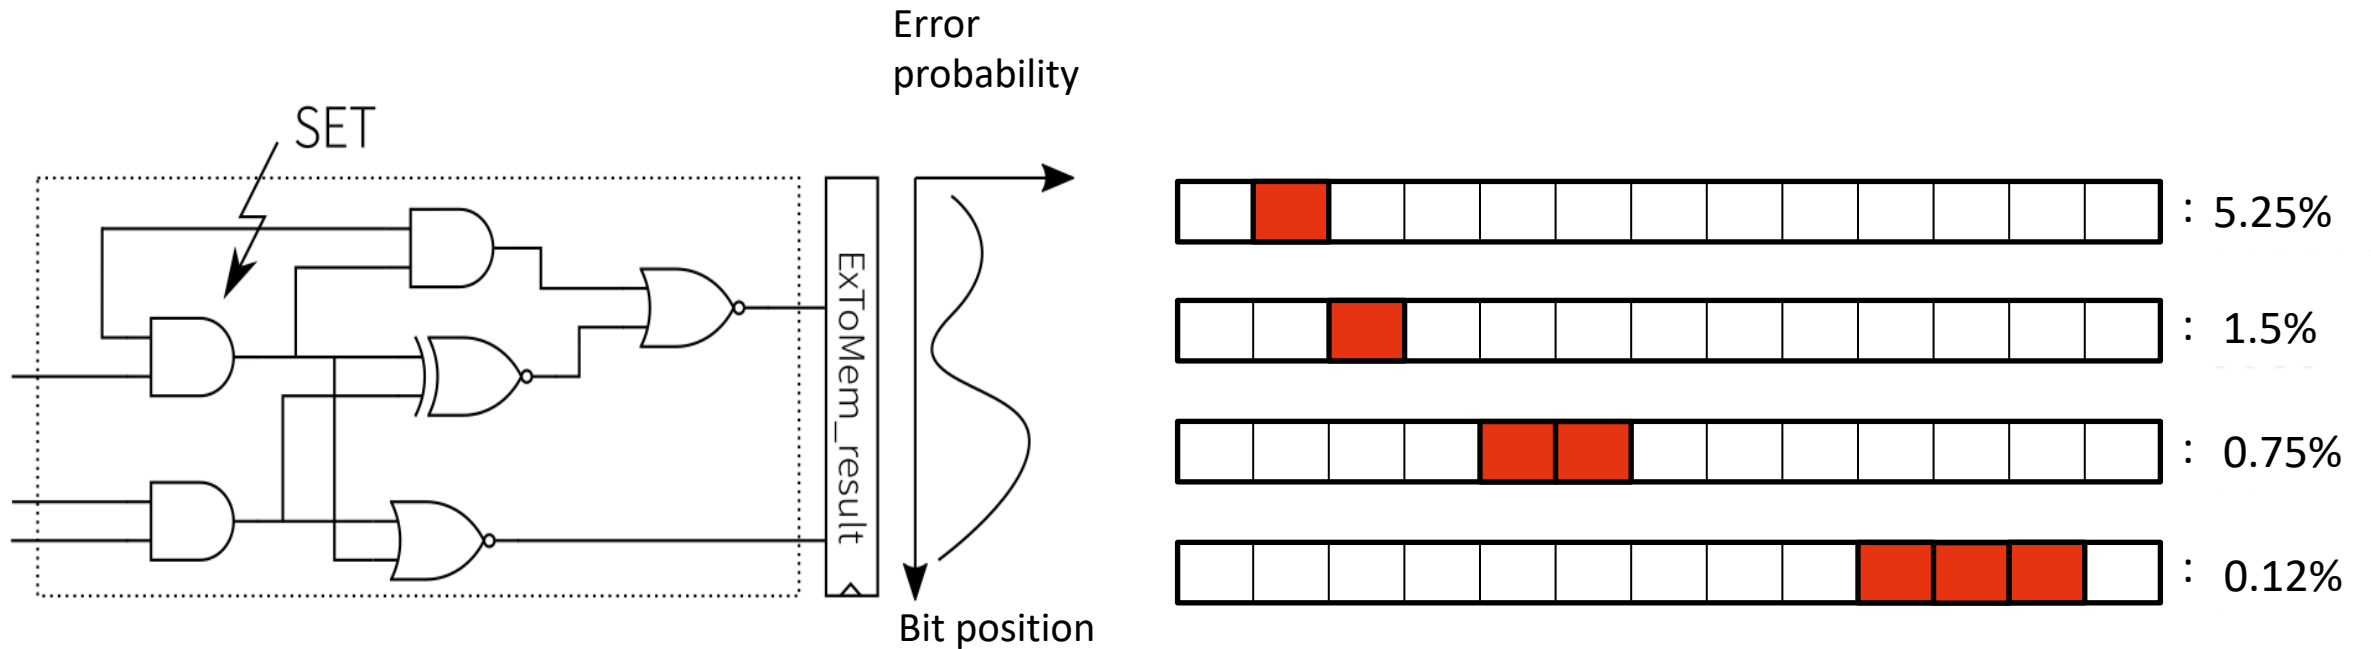 Error
probability
SET
ExToMem_result
Bit position
: 5.25%
: 1.5%
: 0.75%
: 0.12%